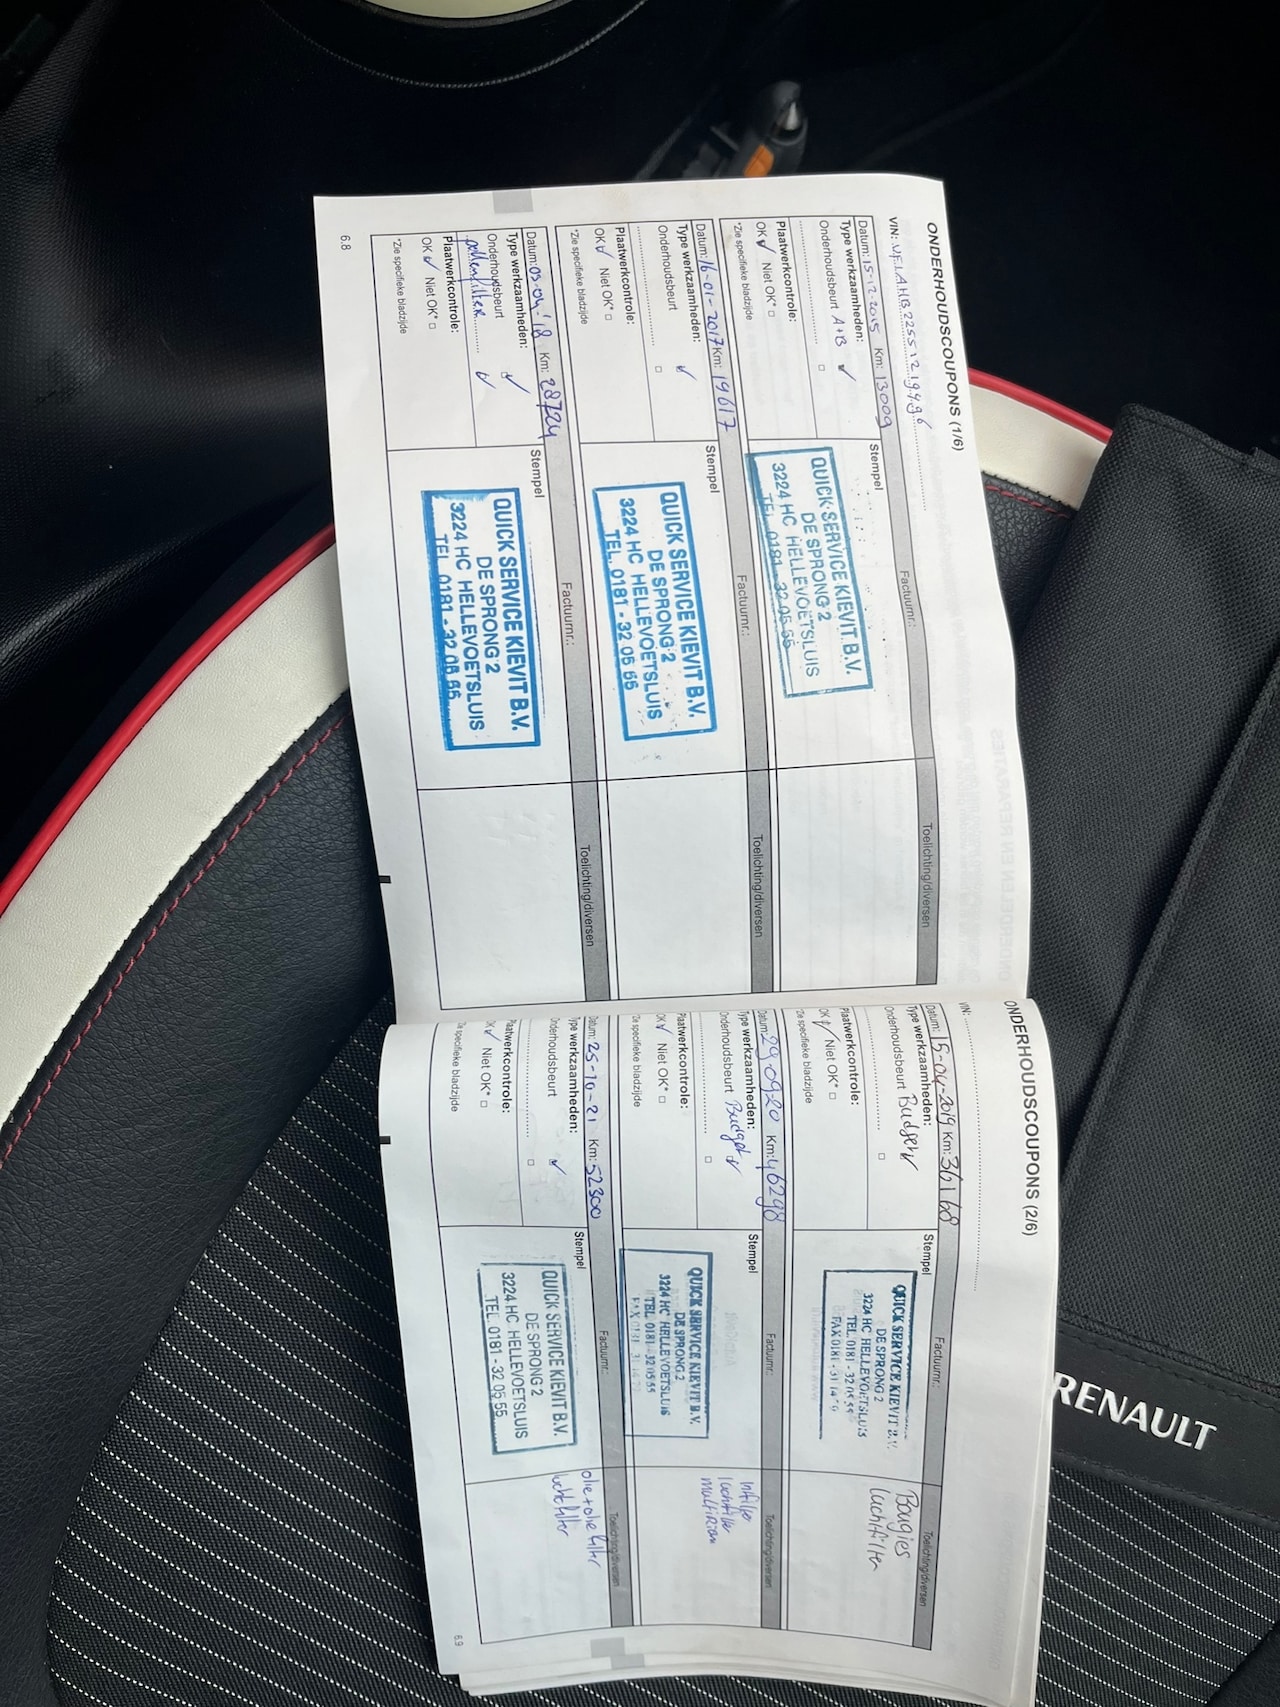 ONDERHOUDSCOUPONS (1/6)
VIN:
Datum: 15-12-2015 Km: 13009
Factuurnr.:
Toelichting/diversen
Type werkzaamheden:
Stempel
Onderhoudsbeurt A+B
Plaatwerkcontrole:
OK Niet OK*
*Zie specifieke bladzijde
QUICK-SERVICE KIEVIT B.V.
DE SPRONG 2
3224 HC HELLEVOETSLUIS
TEL. 0181 - 32 05 55
Datum: 16-01-2017 Km: 19617
Factuurnr.:
Toelichting/diversen
Type werkzaamheden:
Stempel
Onderhoudsbeurt
Plaatwerkcontrole:
OK Niet OK*
*Zie specifieke bladzijde
QUICK SERVICE KIEVIT B.V.
DE SPRONG 2
3224 HC HELLEVOETSLUIS
TEL. 0181 - 32 05 55
Datum: 03-04-'18 Km: 28724
Factuurnr.:
Toelichting/diversen
Type werkzaamheden:
Stempel
Onderhoudsbeurt
pollenfilter
Plaatwerkcontrole:
OK Niet OK*
*Zie specifieke bladzijde
QUICK SERVICE KIEVIT B.V.
DE SPRONG 2
3224 HC HELLEVOETSLUIS
TEL. 0181 - 32 05 55
6.8
ONDERHOUDSCOUPONS (2/6)
VIN:
Datum: 15-04-2019 Km: 36168
Factuurnr.:
Toelichting/diversen
Type werkzaamheden:
Stempel
Onderhoudsbeurt Budget
Plaatwerkcontrole:
OK Niet OK*
*Zie specifieke bladzijde
QUICK SERVICE KIEVIT B.V.
DE SPRONG 2
3224 HC HELLEVOETSLUIS
TEL. 0181 - 32 05 55
FAX 0181 - 31
Bougies
luchtfilter
Datum: 29-09-20 Km: 46298
Factuurnr.:
Toelichting/diversen
Type werkzaamheden:
Stempel
Onderhoudsbeurt Budget
Plaatwerkcontrole:
OK Niet OK*
Zie specifieke bladzijde
QUICK SERVICE KIEVIT B.V.
DE SPRONG 2
3224 HC HELLEVOETSLUIS
TEL. 0181 - 32 05 55
FAX 0181 - 31
luchtfilter
multiriem
Datum: 25-10-21 Km: 52300
Factuurnr.:
Toelichting/diversen
Type werkzaamheden:
Stempel
Onderhoudsbeurt
Plaatwerkcontrole:
OK Niet OK*
Zie specifieke bladzijde
QUICK SERVICE KIEVIT B.V.
DE SPRONG 2
3224 HC HELLEVOETSLUIS
TEL. 0181 - 32 05 55
olie+oliefilter
luchtfilter
6.9
RENAULT